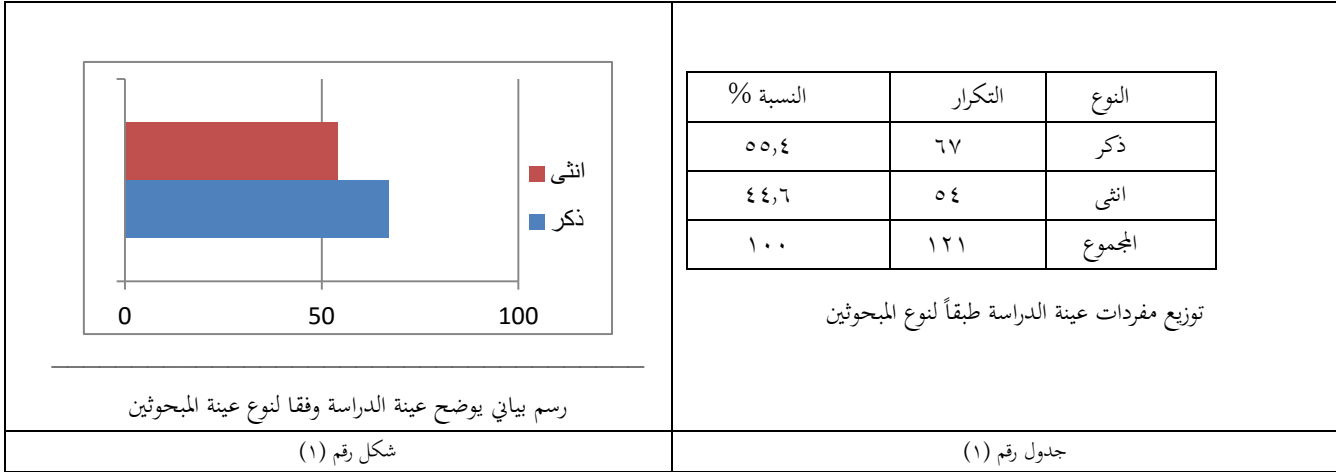 النوع التكرار النسبة %
ذكر ٦٧ ٥٥,٤
انثى ٥٤ ٤٤,٦
المجموع ١٢١ ١٠٠
توزيع مفردات عينة الدراسة طبقاً لنوع المبحوثين
جدول رقم (١)
انثى
ذكر
0 50 100
رسم بياني يوضح عينة الدراسة وفقا لنوع عينة المبحوثين
شكل رقم (١)